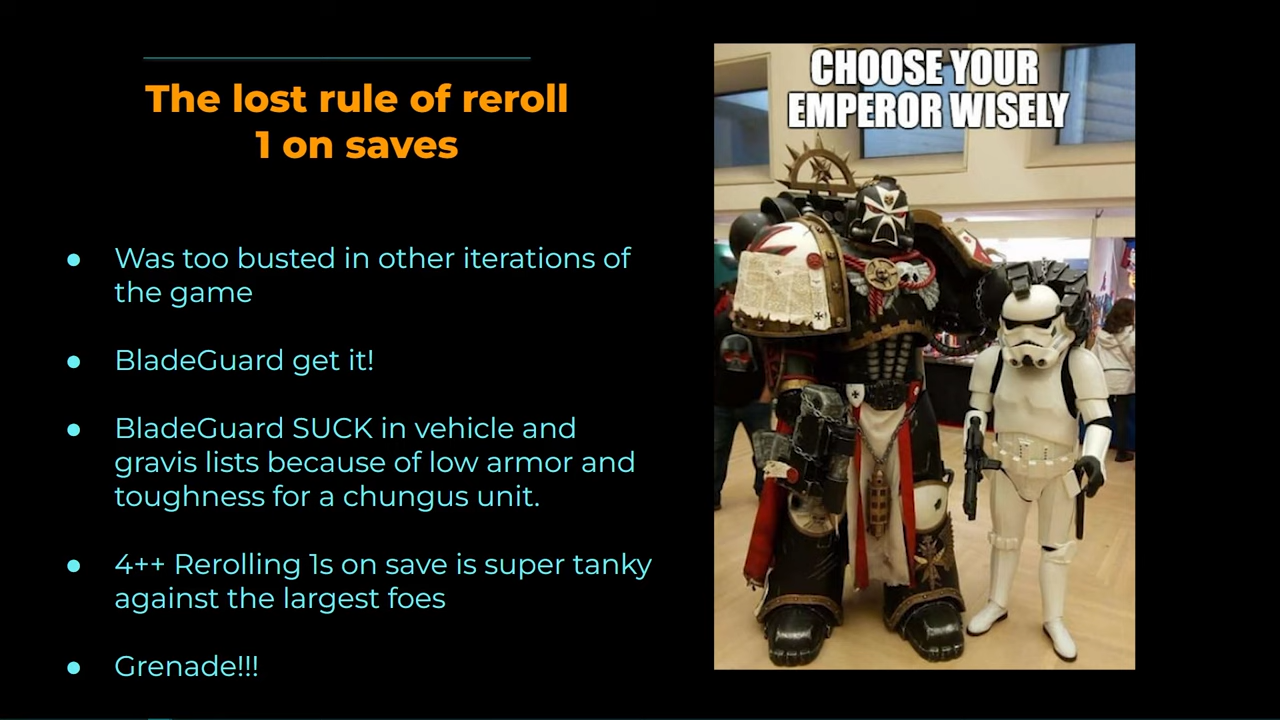 The lost rule of reroll
1 on saves
● Was too busted in other iterations of
the game
● BladeGuard get it!
● BladeGuard SUCK in vehicle and
gravis lists because of low armor and
toughness for a chungus unit.
● 4++ Rerolling 1s on save is super tanky
against the largest foes
● Grenade!!!
CHOOSE YOUR
EMPEROR WISELY